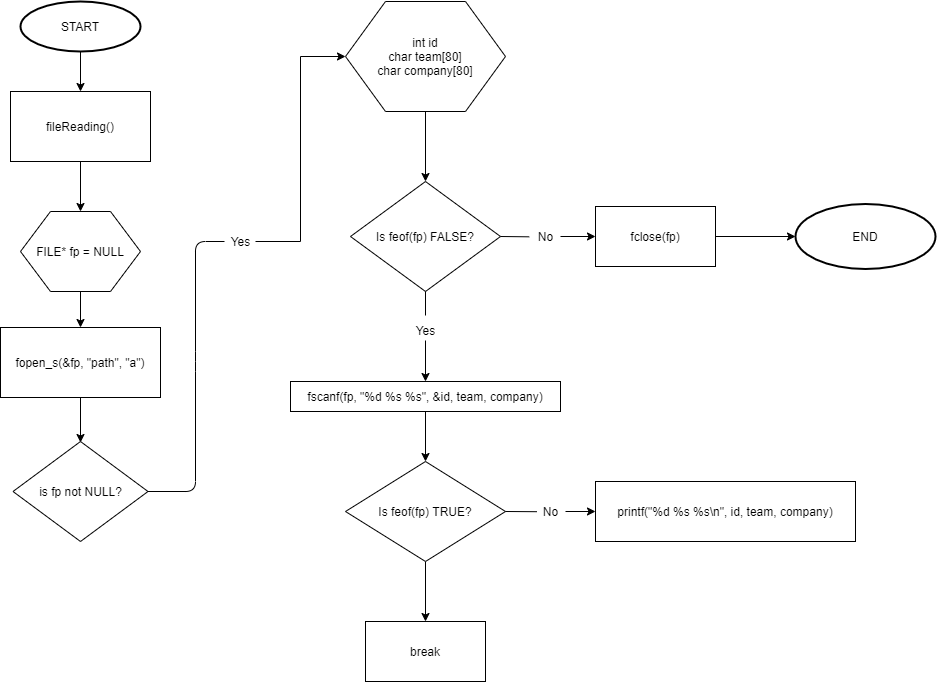 START
fileReading()
FILE* fp = NULL
fopen_s(&fp, "path", "a")
is fp not NULL?
Yes
int id
char team[80]
char company[80]
Is feof(fp) FALSE?
No
fclose(fp)
END
Yes
fscanf(fp, "%d %s %s", &id, team, company)
Is feof(fp) TRUE?
No
printf("%d %s %s\n", id, team, company)
break